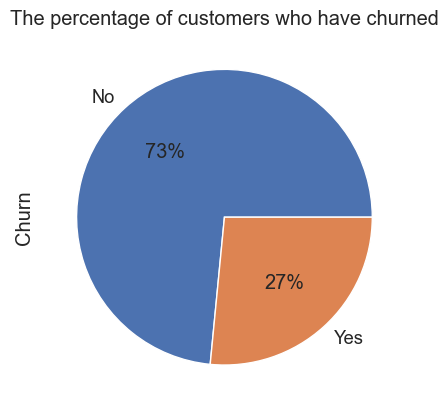 The percentage of customers who have churned
No
73%
Churn
27%
Yes